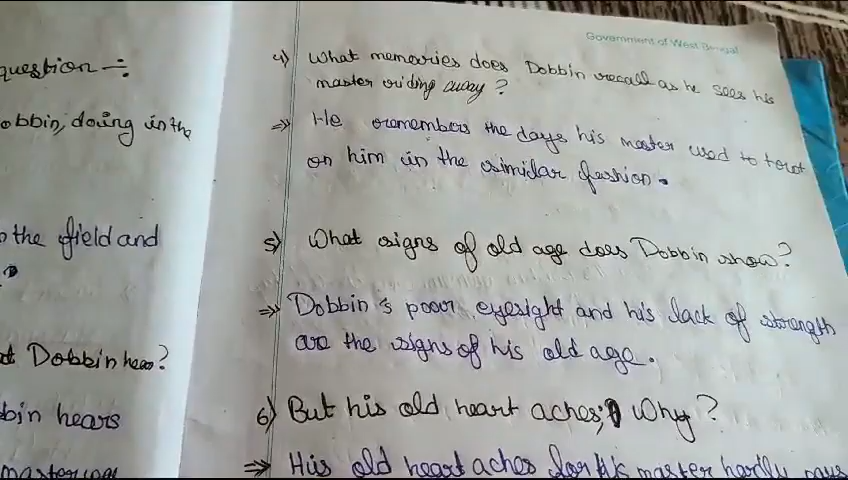 Government of West Bengal
question
obbin, doing in the
the field and
Dobbin hear?
bin hears
4) What memories does Dobbin recall as he sees his
master riding away?
⇒ He remembers the days his master used to trot
on him in the similar fashion.
5) What signs of old age does Dobbin show?
⇒ Dobbin's poor eyesight and his lack of strength
are the signs of his old age.
6) But his old heart aches; Why?
⇒ His old heart aches for his master hardly pays